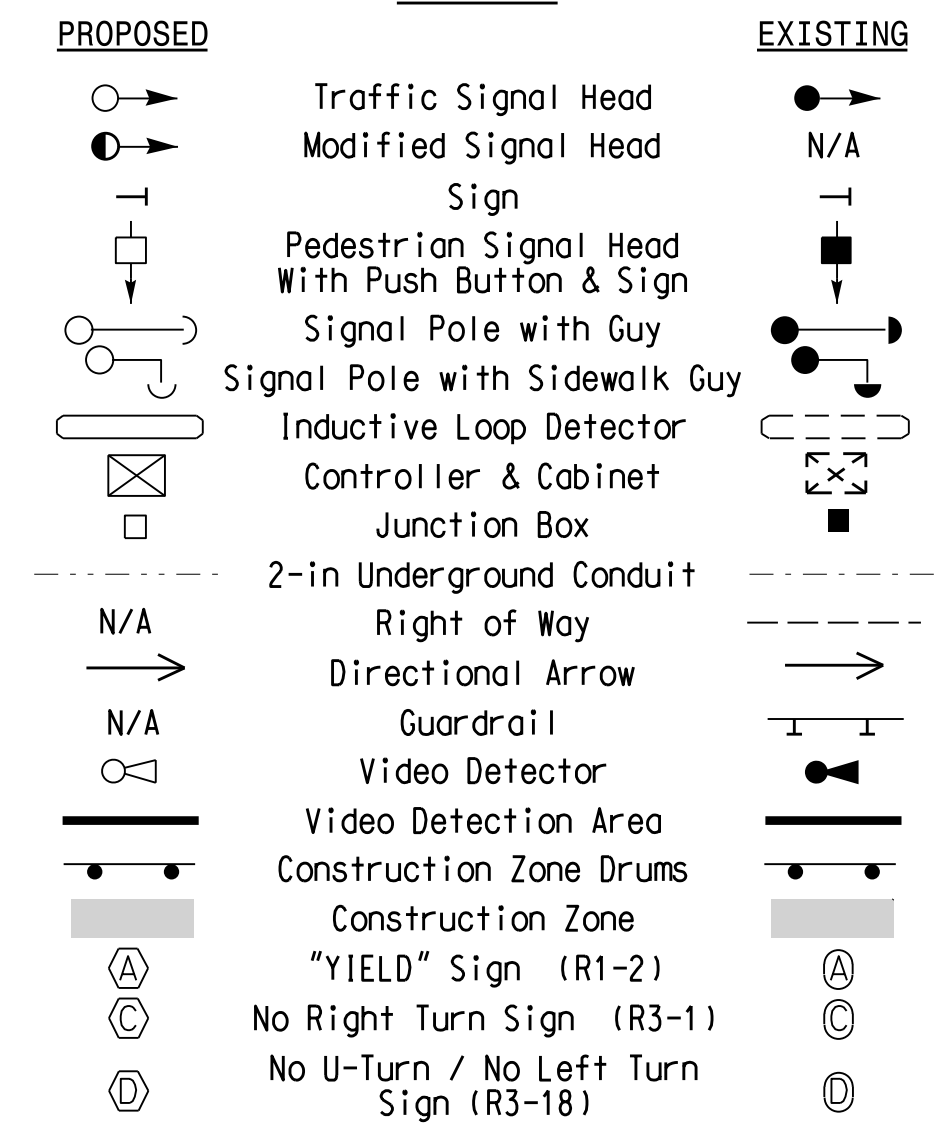 PROPOSED EXISTING
Traffic Signal Head
Modified Signal Head N/A
Sign
Pedestrian Signal Head
With Push Button & Sign
Signal Pole with Guy
Signal Pole with Sidewalk Guy
Inductive Loop Detector
Controller & Cabinet
Junction Box
2-in Underground Conduit
N/A Right of Way
Directional Arrow
N/A Guardrail
Video Detector
Video Detection Area
Construction Zone Drums
Construction Zone
A "YIELD" Sign (R1-2) A
C No Right Turn Sign (R3-1) C
No U-Turn / No Left Turn
D Sign (R3-18) D